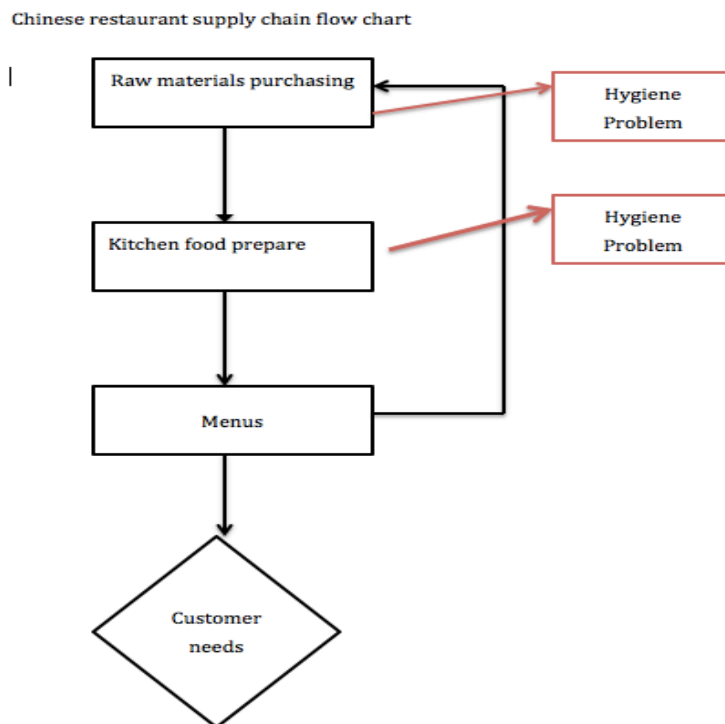 Chinese restaurant supply chain flow chart
Raw materials purchasing
Hygiene
Problem
Kitchen food prepare
Hygiene
Problem
Menus
Customer
needs